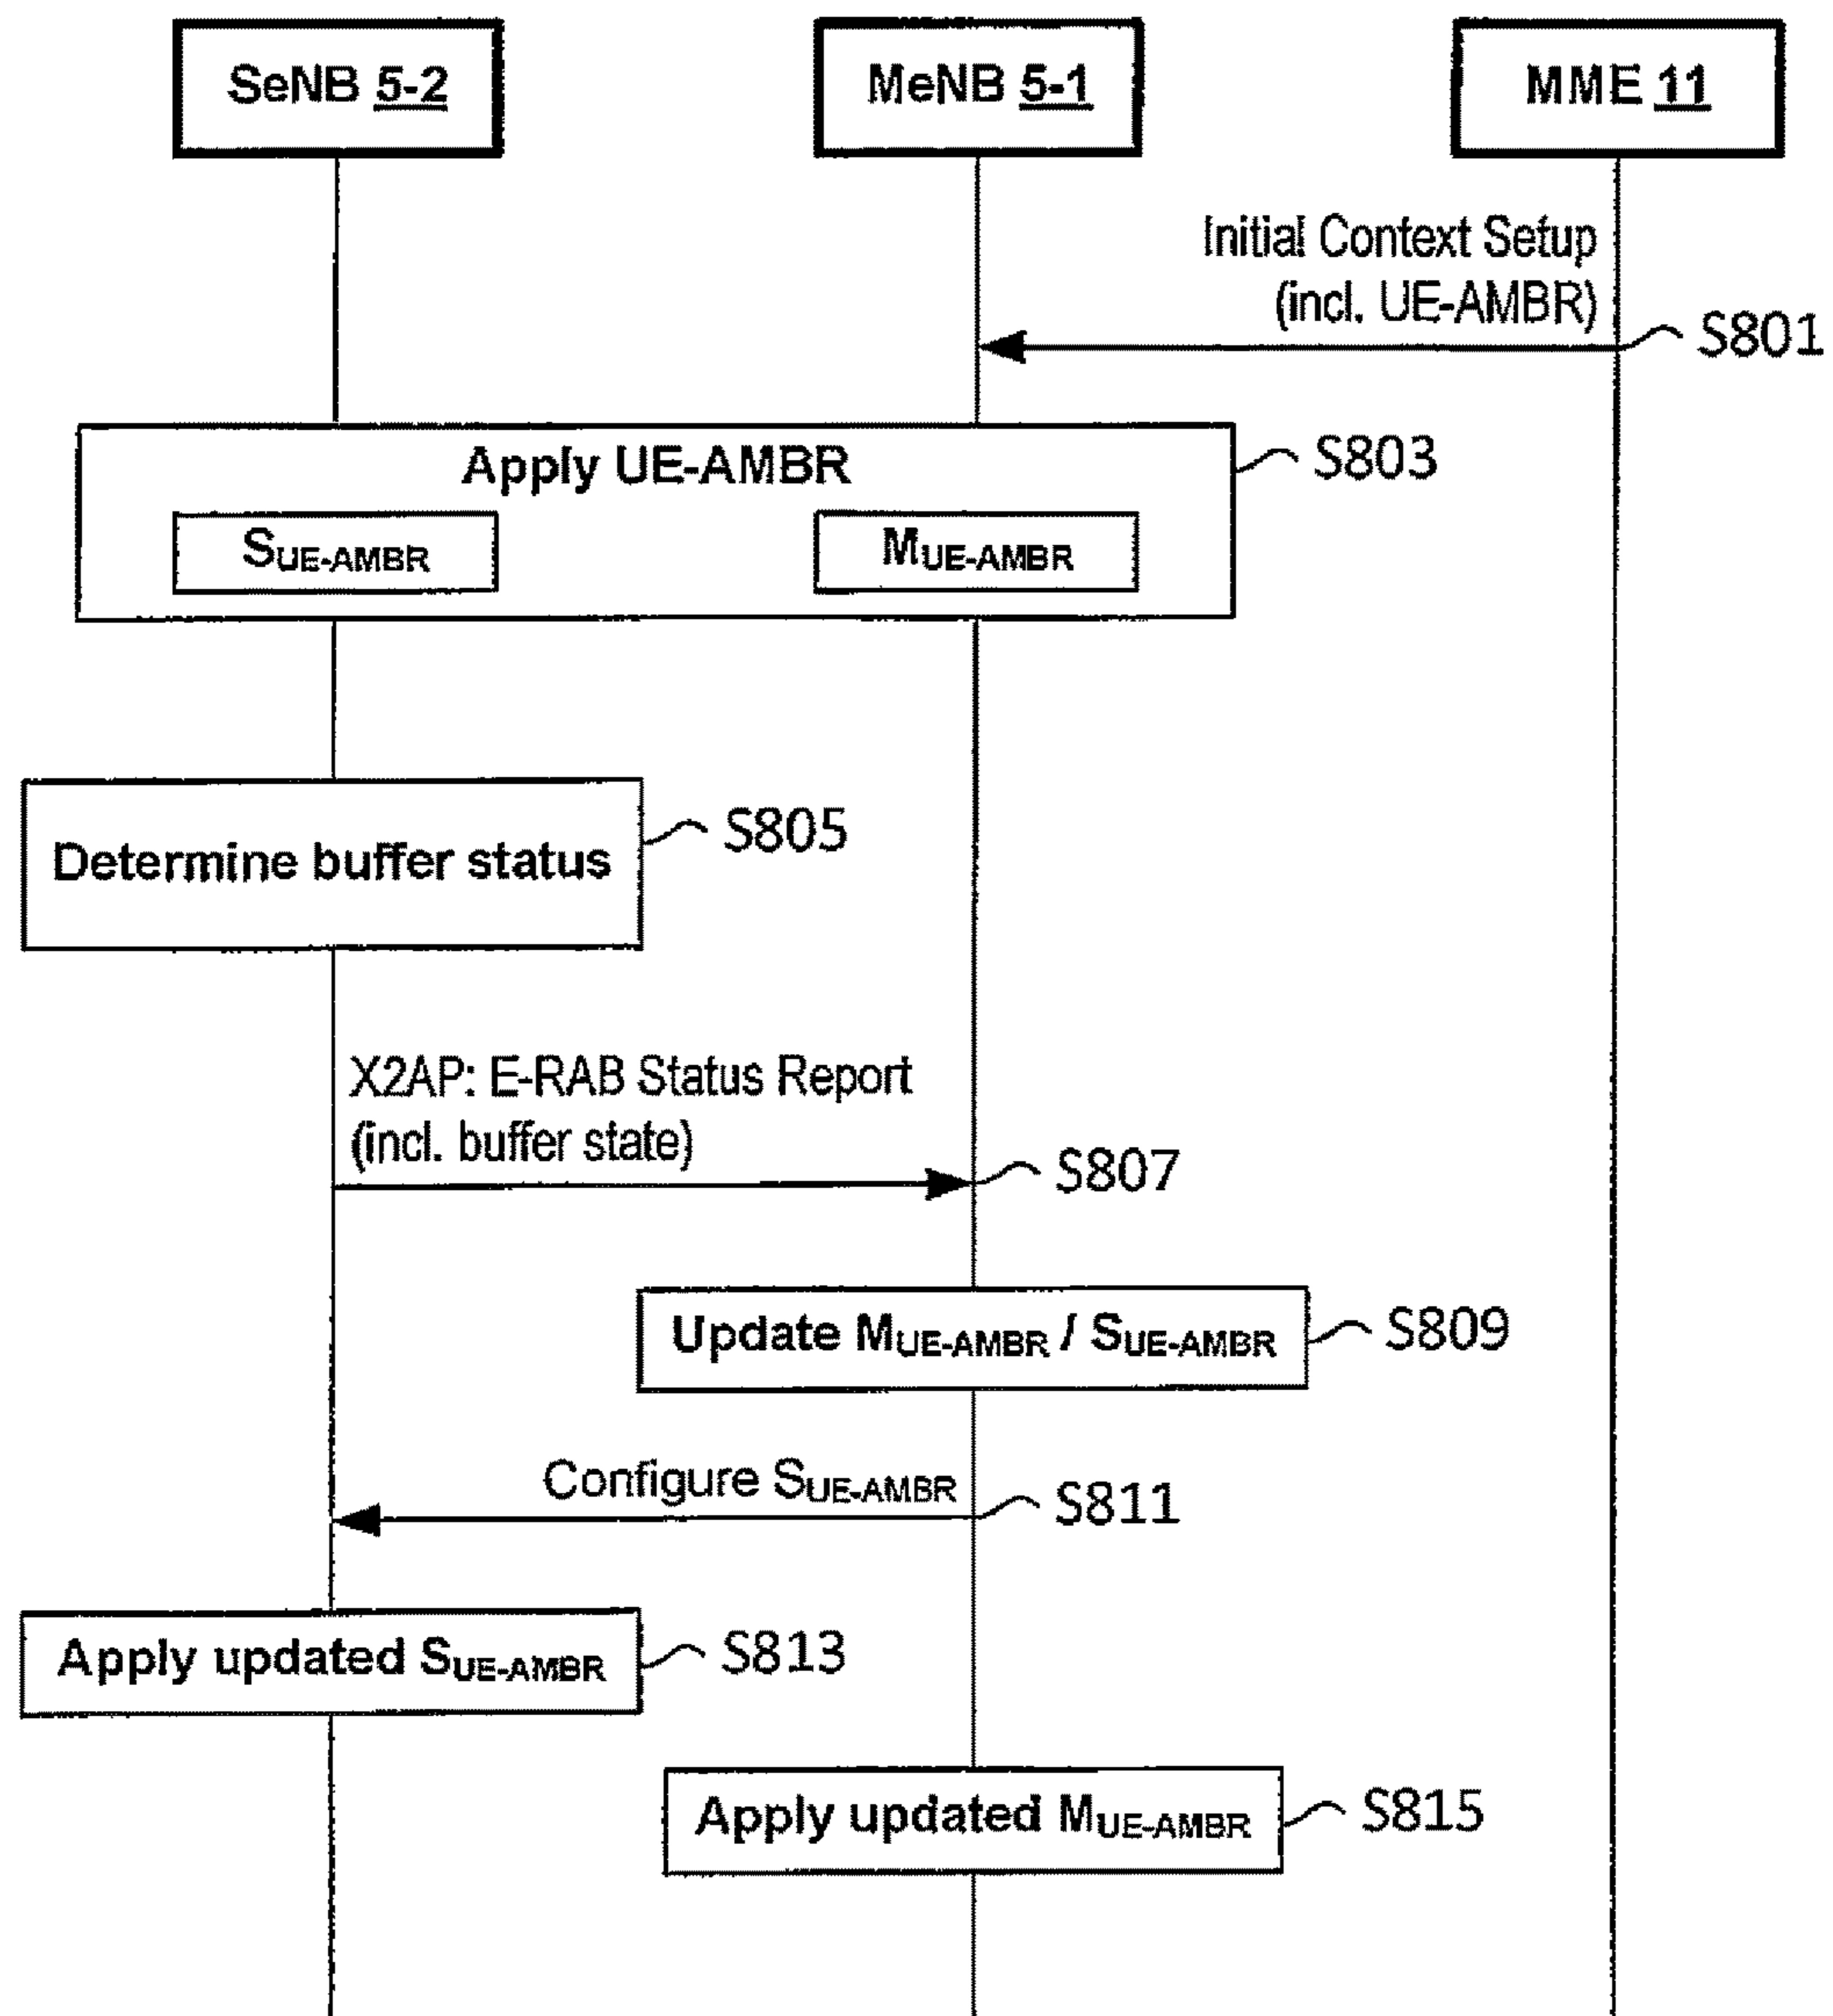 SeNB 5-2
MeNB 5-1
MME 11
Initial Context Setup
(incl. UE-AMBR)
S801
Apply UE-AMBR
S803
SUE-AMBR
MUE-AMBR
Determine buffer status
S805
X2AP: E-RAB Status Report
(incl. buffer state)
S807
Update MUE-AMBR / SUE-AMBR
S809
Configure SUE-AMBR
S811
Apply updated SUE-AMBR
S813
Apply updated MUE-AMBR
S815